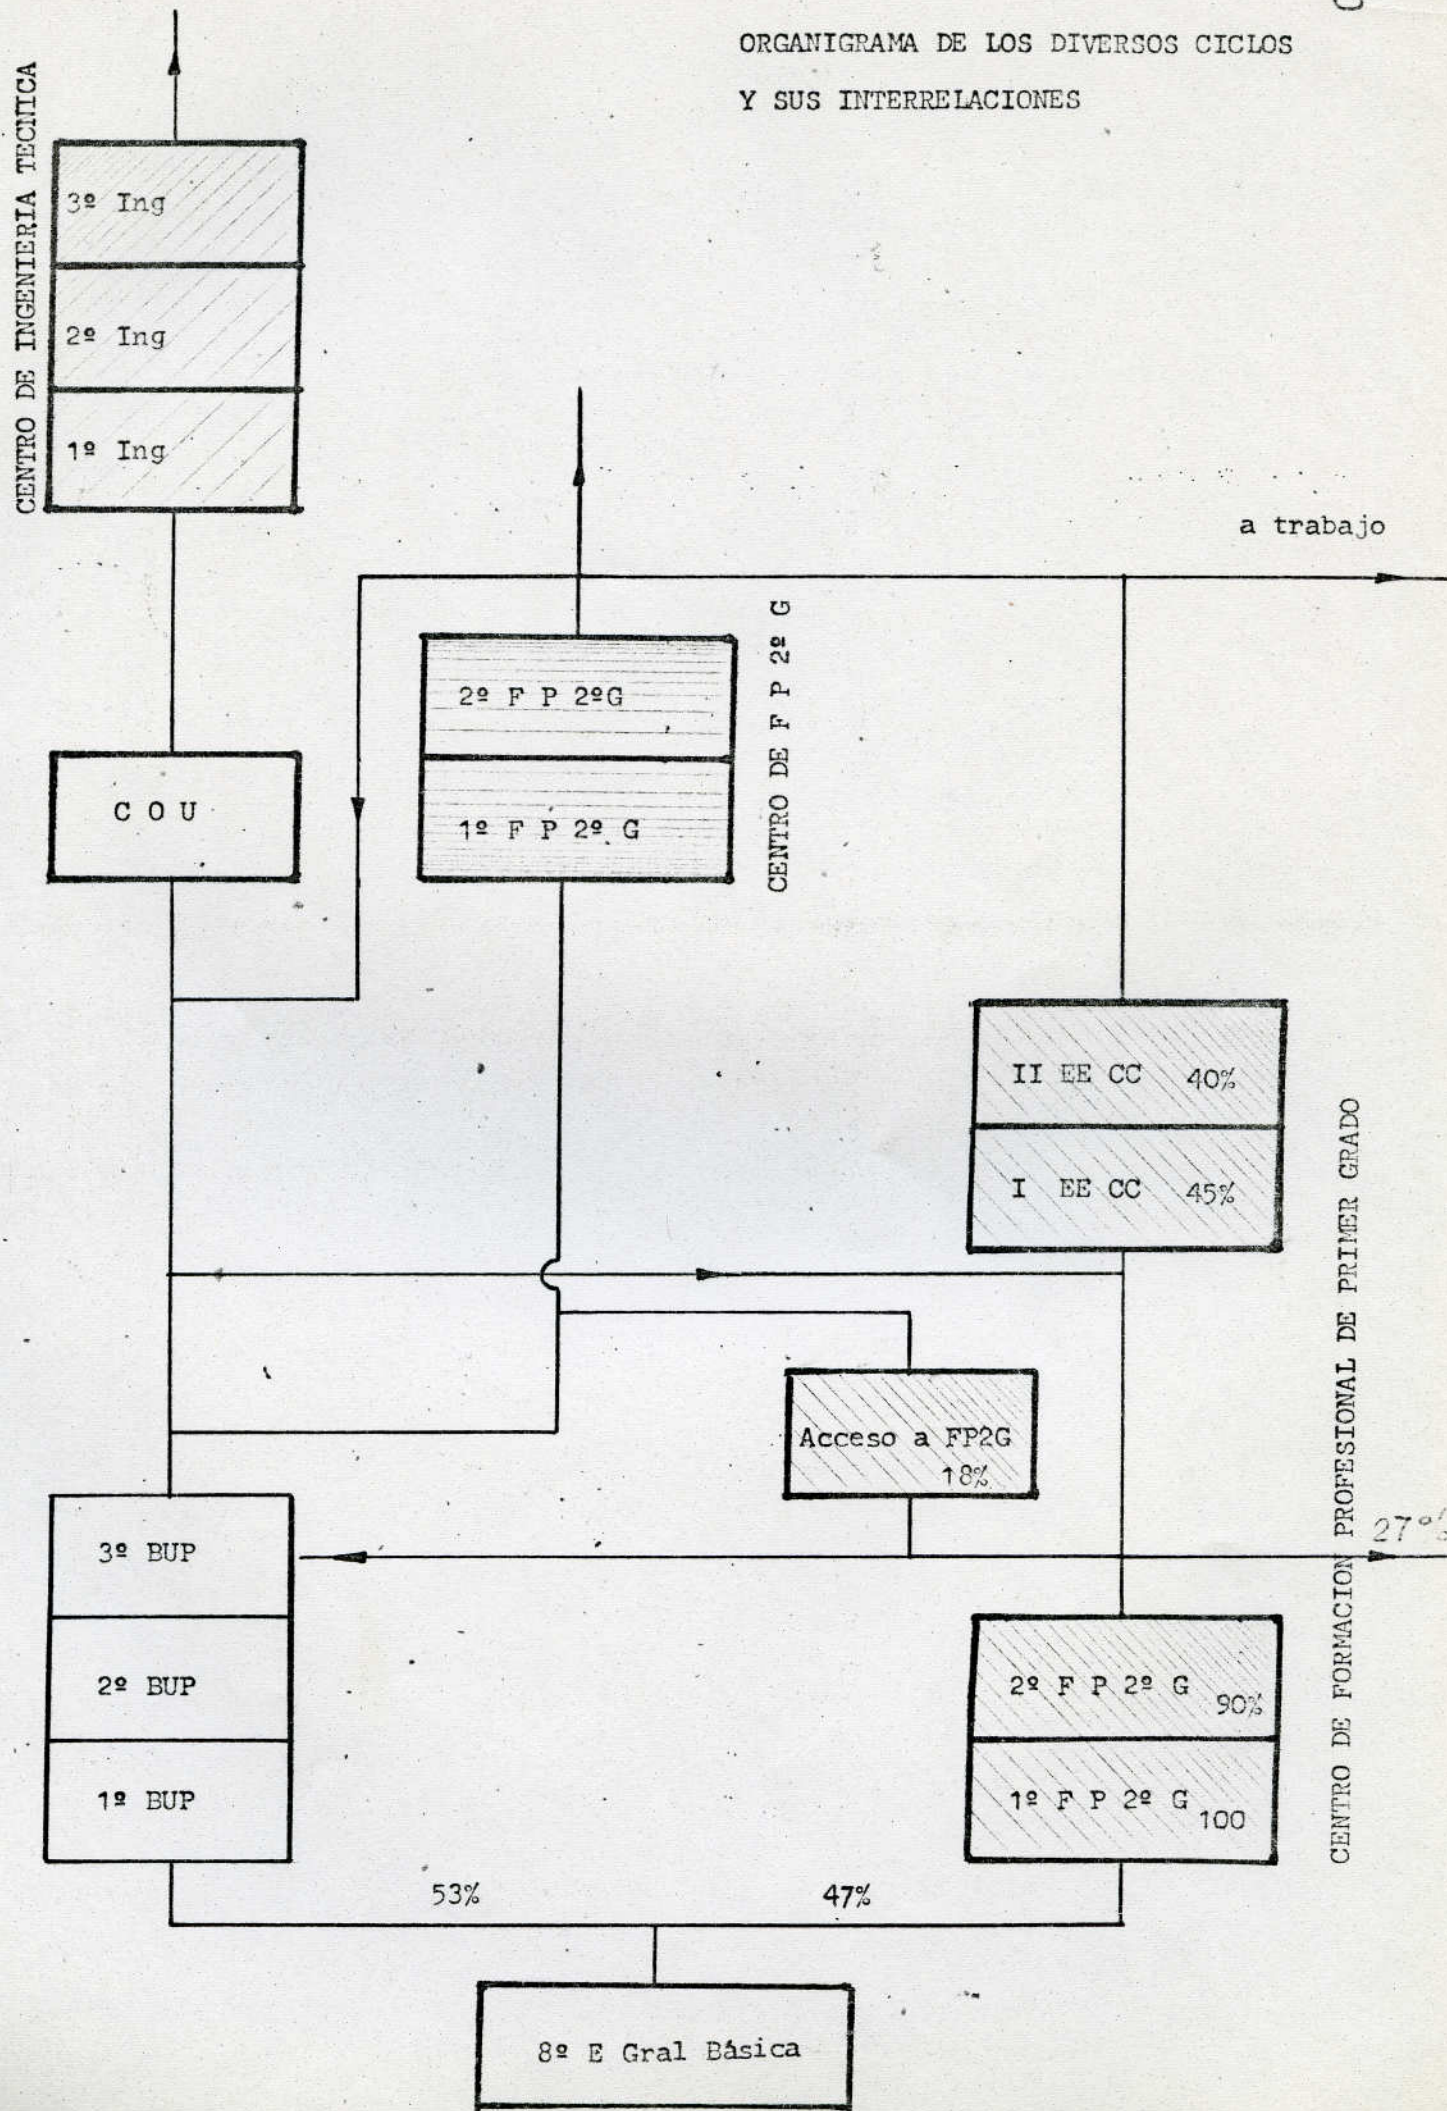 ORGANIGRAMA DE LOS DIVERSOS CICLOS
Y SUS INTERRELACIONES
CENTRO DE INGENIERIA TECNICA
3º Ing
2º Ing
1º Ing
a trabajo
2º F P 2ºG
1º F P 2º G
CENTRO DE F P 2º G
C O U
II EE CC 40%
I EE CC 45%
CENTRO DE FORMACION PROFESIONAL DE PRIMER GRADO
Acceso a FP2G
18%
27%
3º BUP
2º BUP
1º BUP
2º F P 2º G 90%
1º F P 2º G 100
53%
47%
8º E Gral Básica